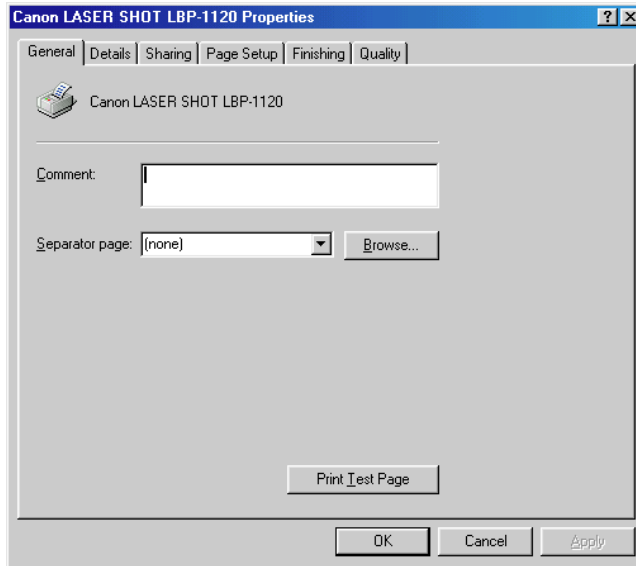 Canon LASER SHOT LBP-1120 Properties
General Details Sharing Page Setup Finishing Quality
Canon LASER SHOT LBP-1120
Comment:
Separator page: (none) Browse...
Print Test Page
OK Cancel Apply